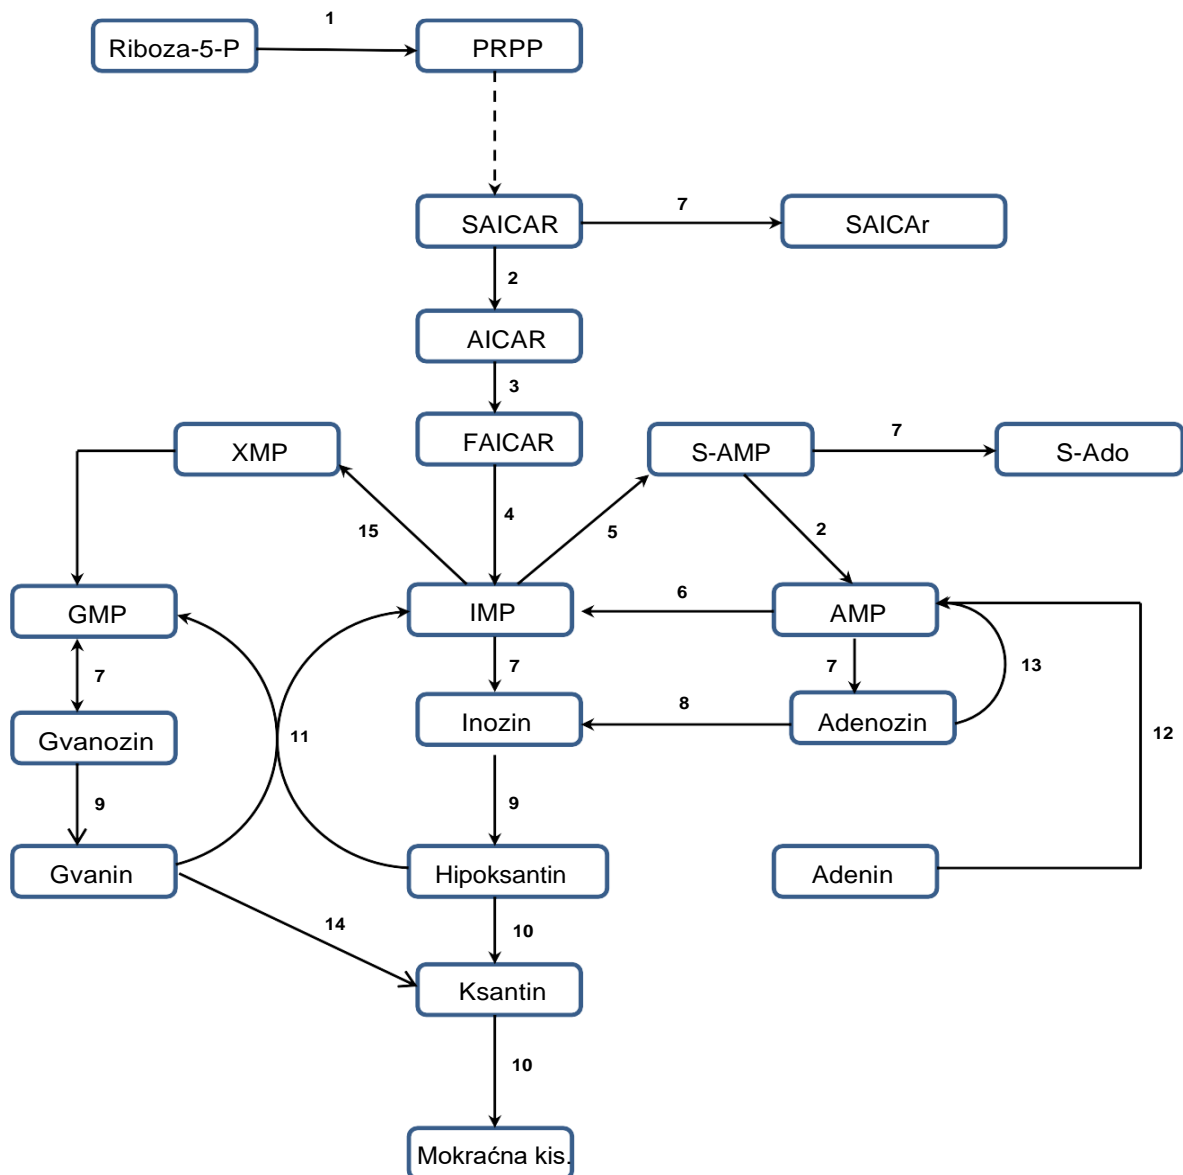 1
Riboza-5-P
PRPP
SAICAR
7
SAICAr
2
AICAR
3
XMP
FAICAR
S-AMP
7
S-Ado
15
4
5
2
GMP
IMP
6
AMP
7
7
7
13
Gvanozin
11
Inozin
8
Adenozin
12
9
9
Gvanin
Hipoksantin
Adenin
14
10
Ksantin
10
Mokraćna kis.